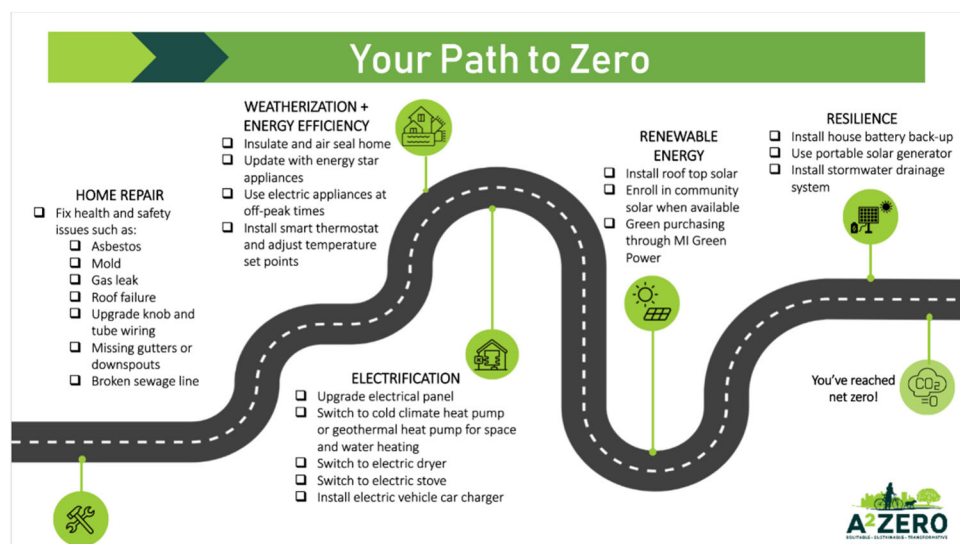 Your Path to Zero
HOME REPAIR
Fix health and safety
issues such as:
Asbestos
Mold
Gas leak
Roof failure
Upgrade knob and
tube wiring
Missing gutters or
downspouts
Broken sewage line
WEATHERIZATION +
ENERGY EFFICIENCY
Insulate and air seal home
Update with energy star
appliances
Use electric appliances at
off-peak times
Install smart thermostat
and adjust temperature
set points
ELECTRIFICATION
Upgrade electrical panel
Switch to cold climate heat pump
or geothermal heat pump for space
and water heating
Switch to electric dryer
Switch to electric stove
Install electric vehicle car charger
RENEWABLE
ENERGY
Install roof top solar
Enroll in community
solar when available
Green purchasing
through MI Green
Power
RESILIENCE
Install house battery back-up
Use portable solar generator
Install stormwater drainage
system
You've reached
net zero!
CO2
=0
A2ZERO
EQUITABLE • SUSTAINABLE • TRANSFORMATIVE